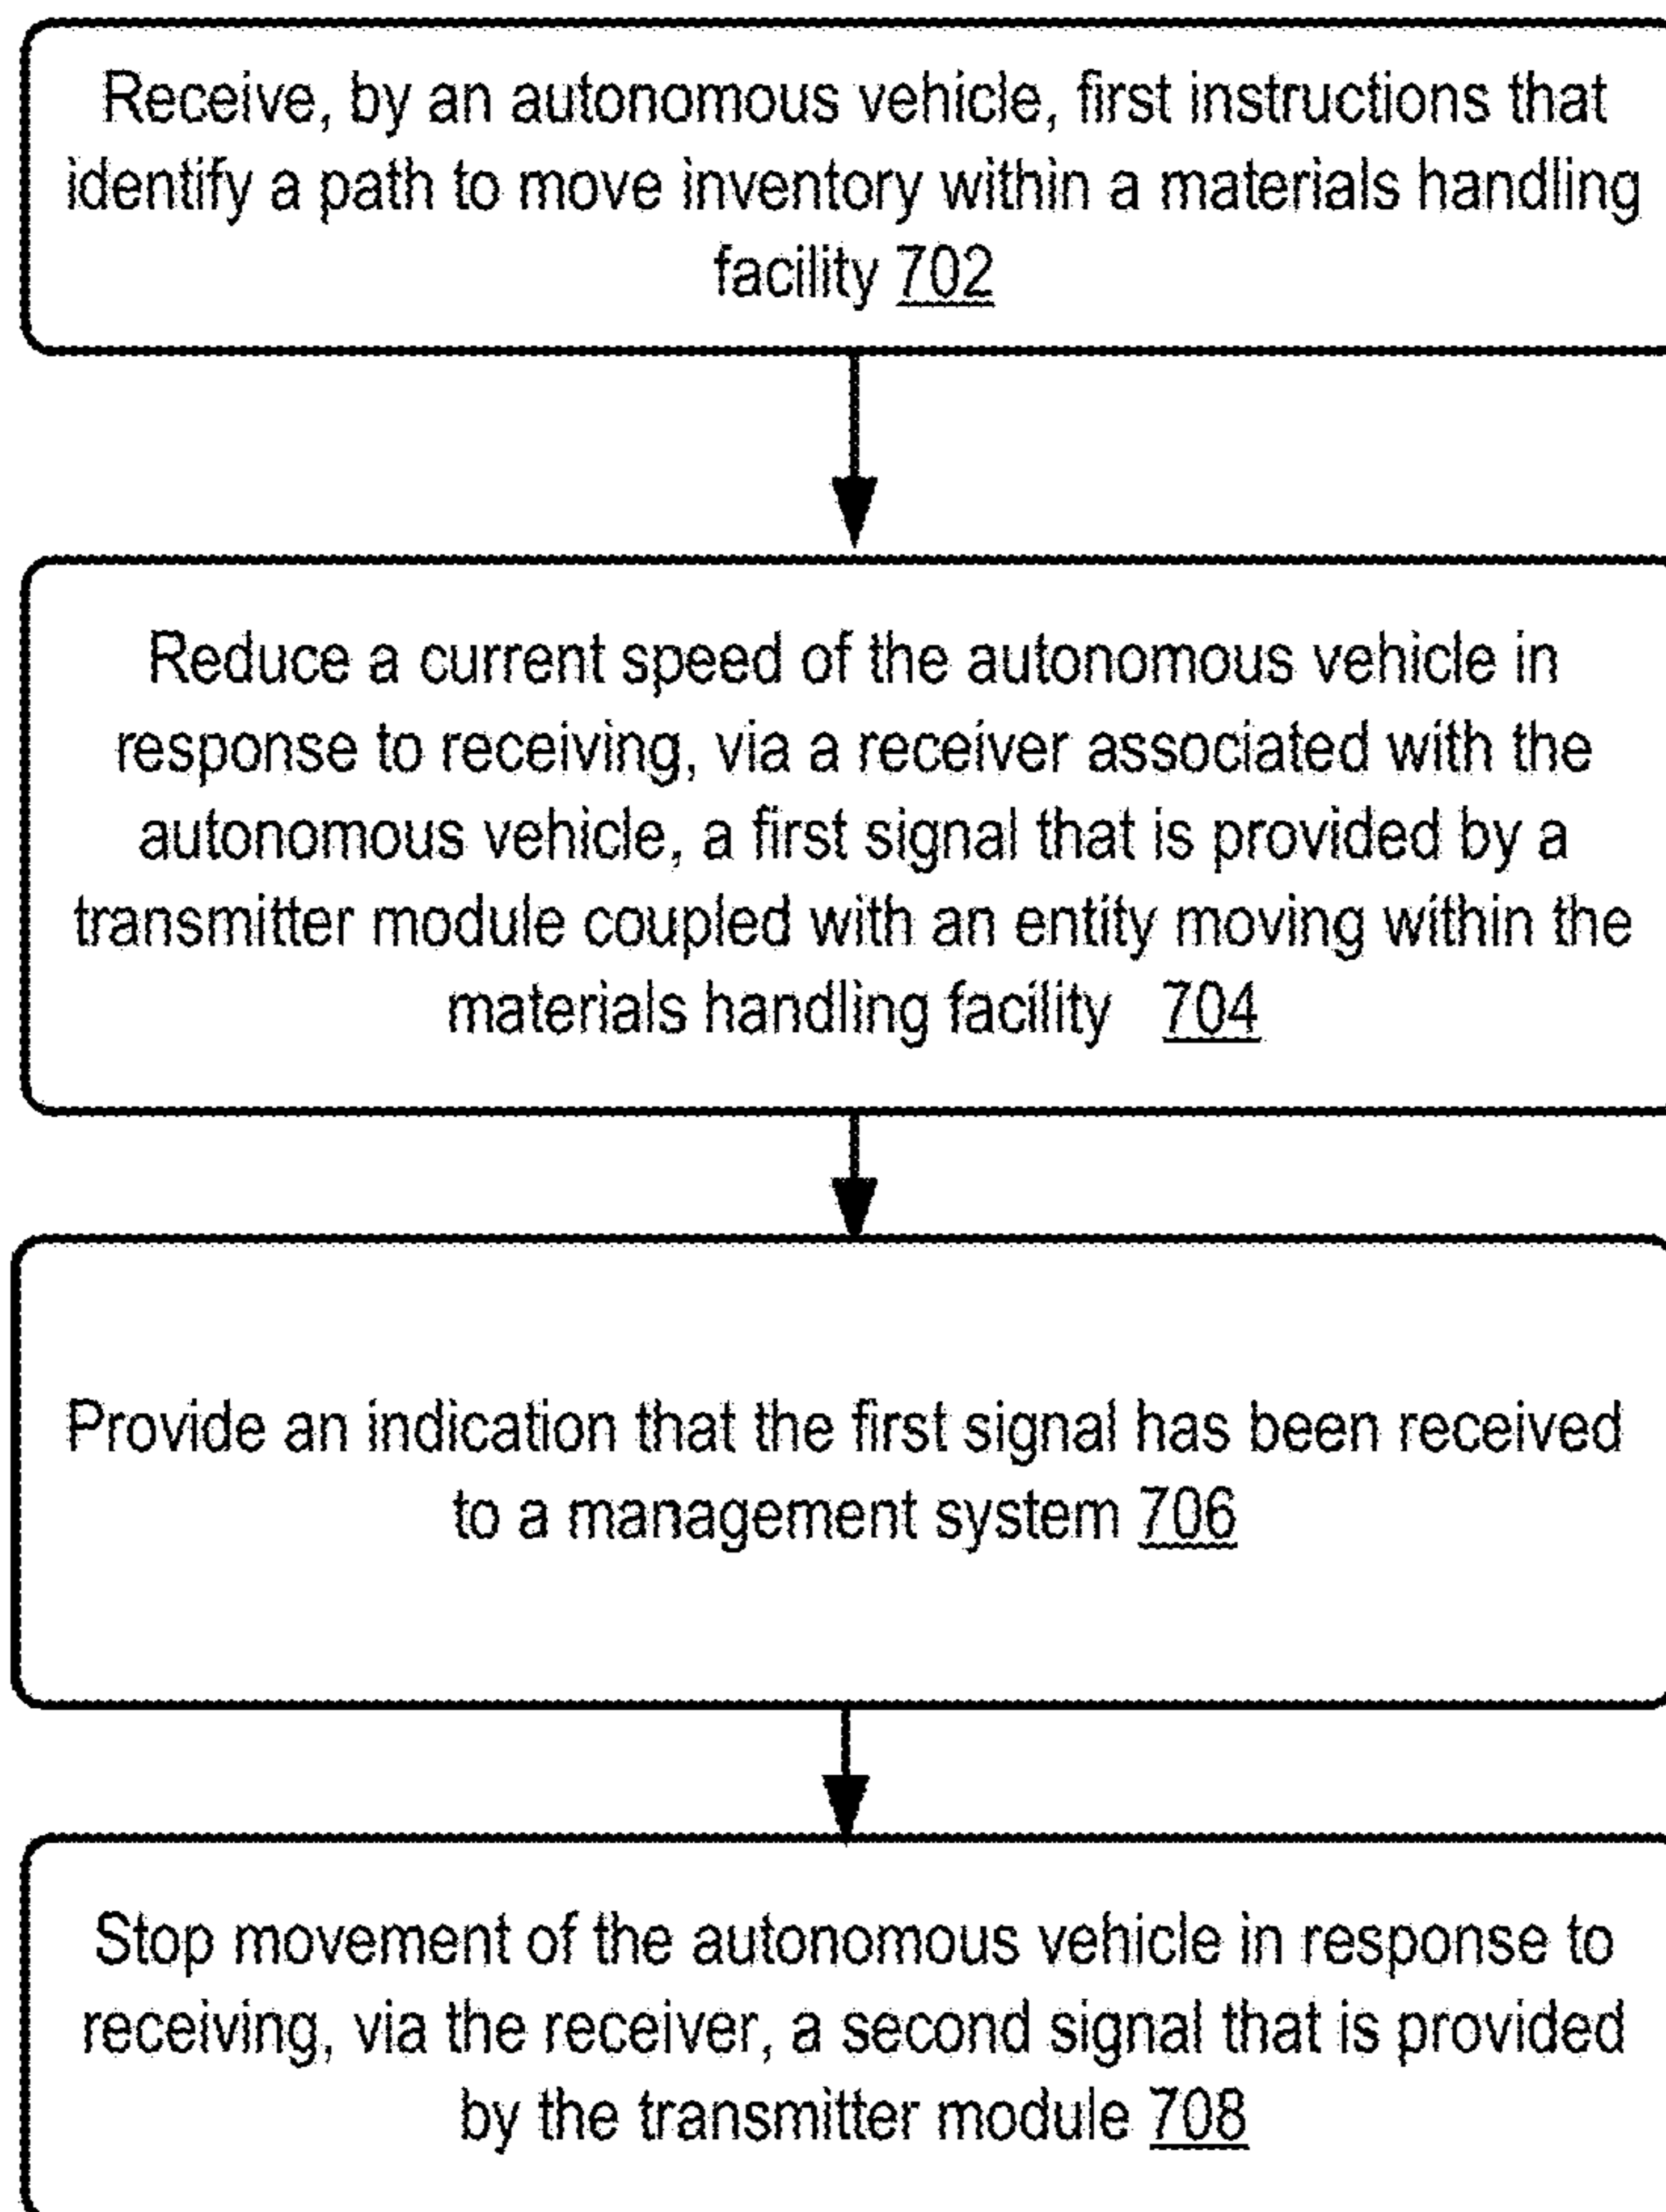 Receive, by an autonomous vehicle, first instructions that
identify a path to move inventory within a materials handling
facility 702
Reduce a current speed of the autonomous vehicle in
response to receiving, via a receiver associated with the
autonomous vehicle, a first signal that is provided by a
transmitter module coupled with an entity moving within the
materials handling facility 704
Provide an indication that the first signal has been received
to a management system 706
Stop movement of the autonomous vehicle in response to
receiving, via the receiver, a second signal that is provided
by the transmitter module 708